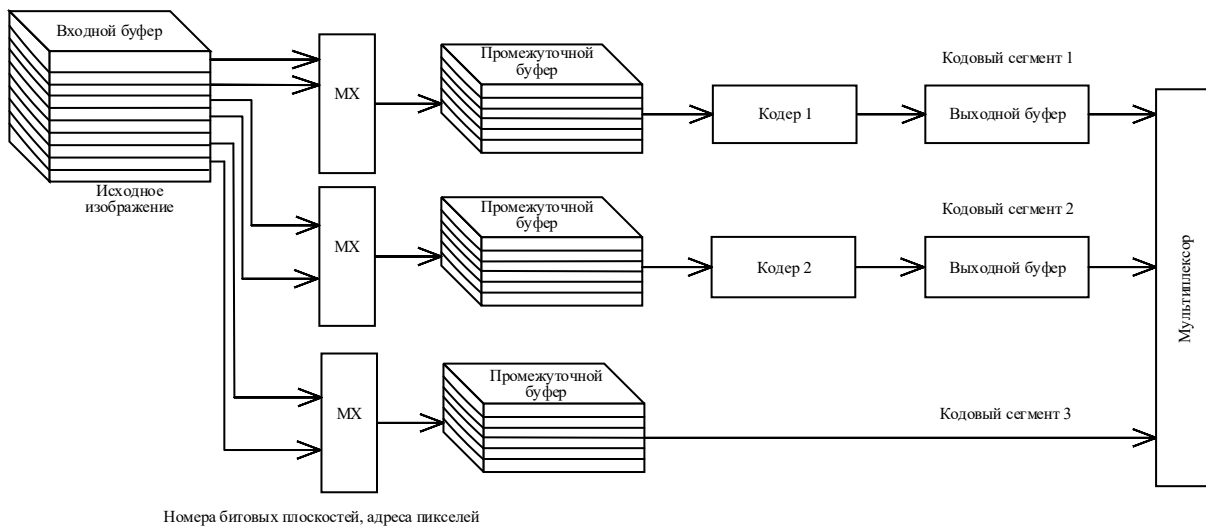 Входной буфер
Исходное
изображение
MX
Промежуточной
буфер
Кодер 1
Кодовый сегмент 1
Выходной буфер
MX
Промежуточной
буфер
Кодер 2
Кодовый сегмент 2
Выходной буфер
MX
Промежуточной
буфер
Кодовый сегмент 3
Мультиплексор
Номера битовых плоскостей, адреса пикселей